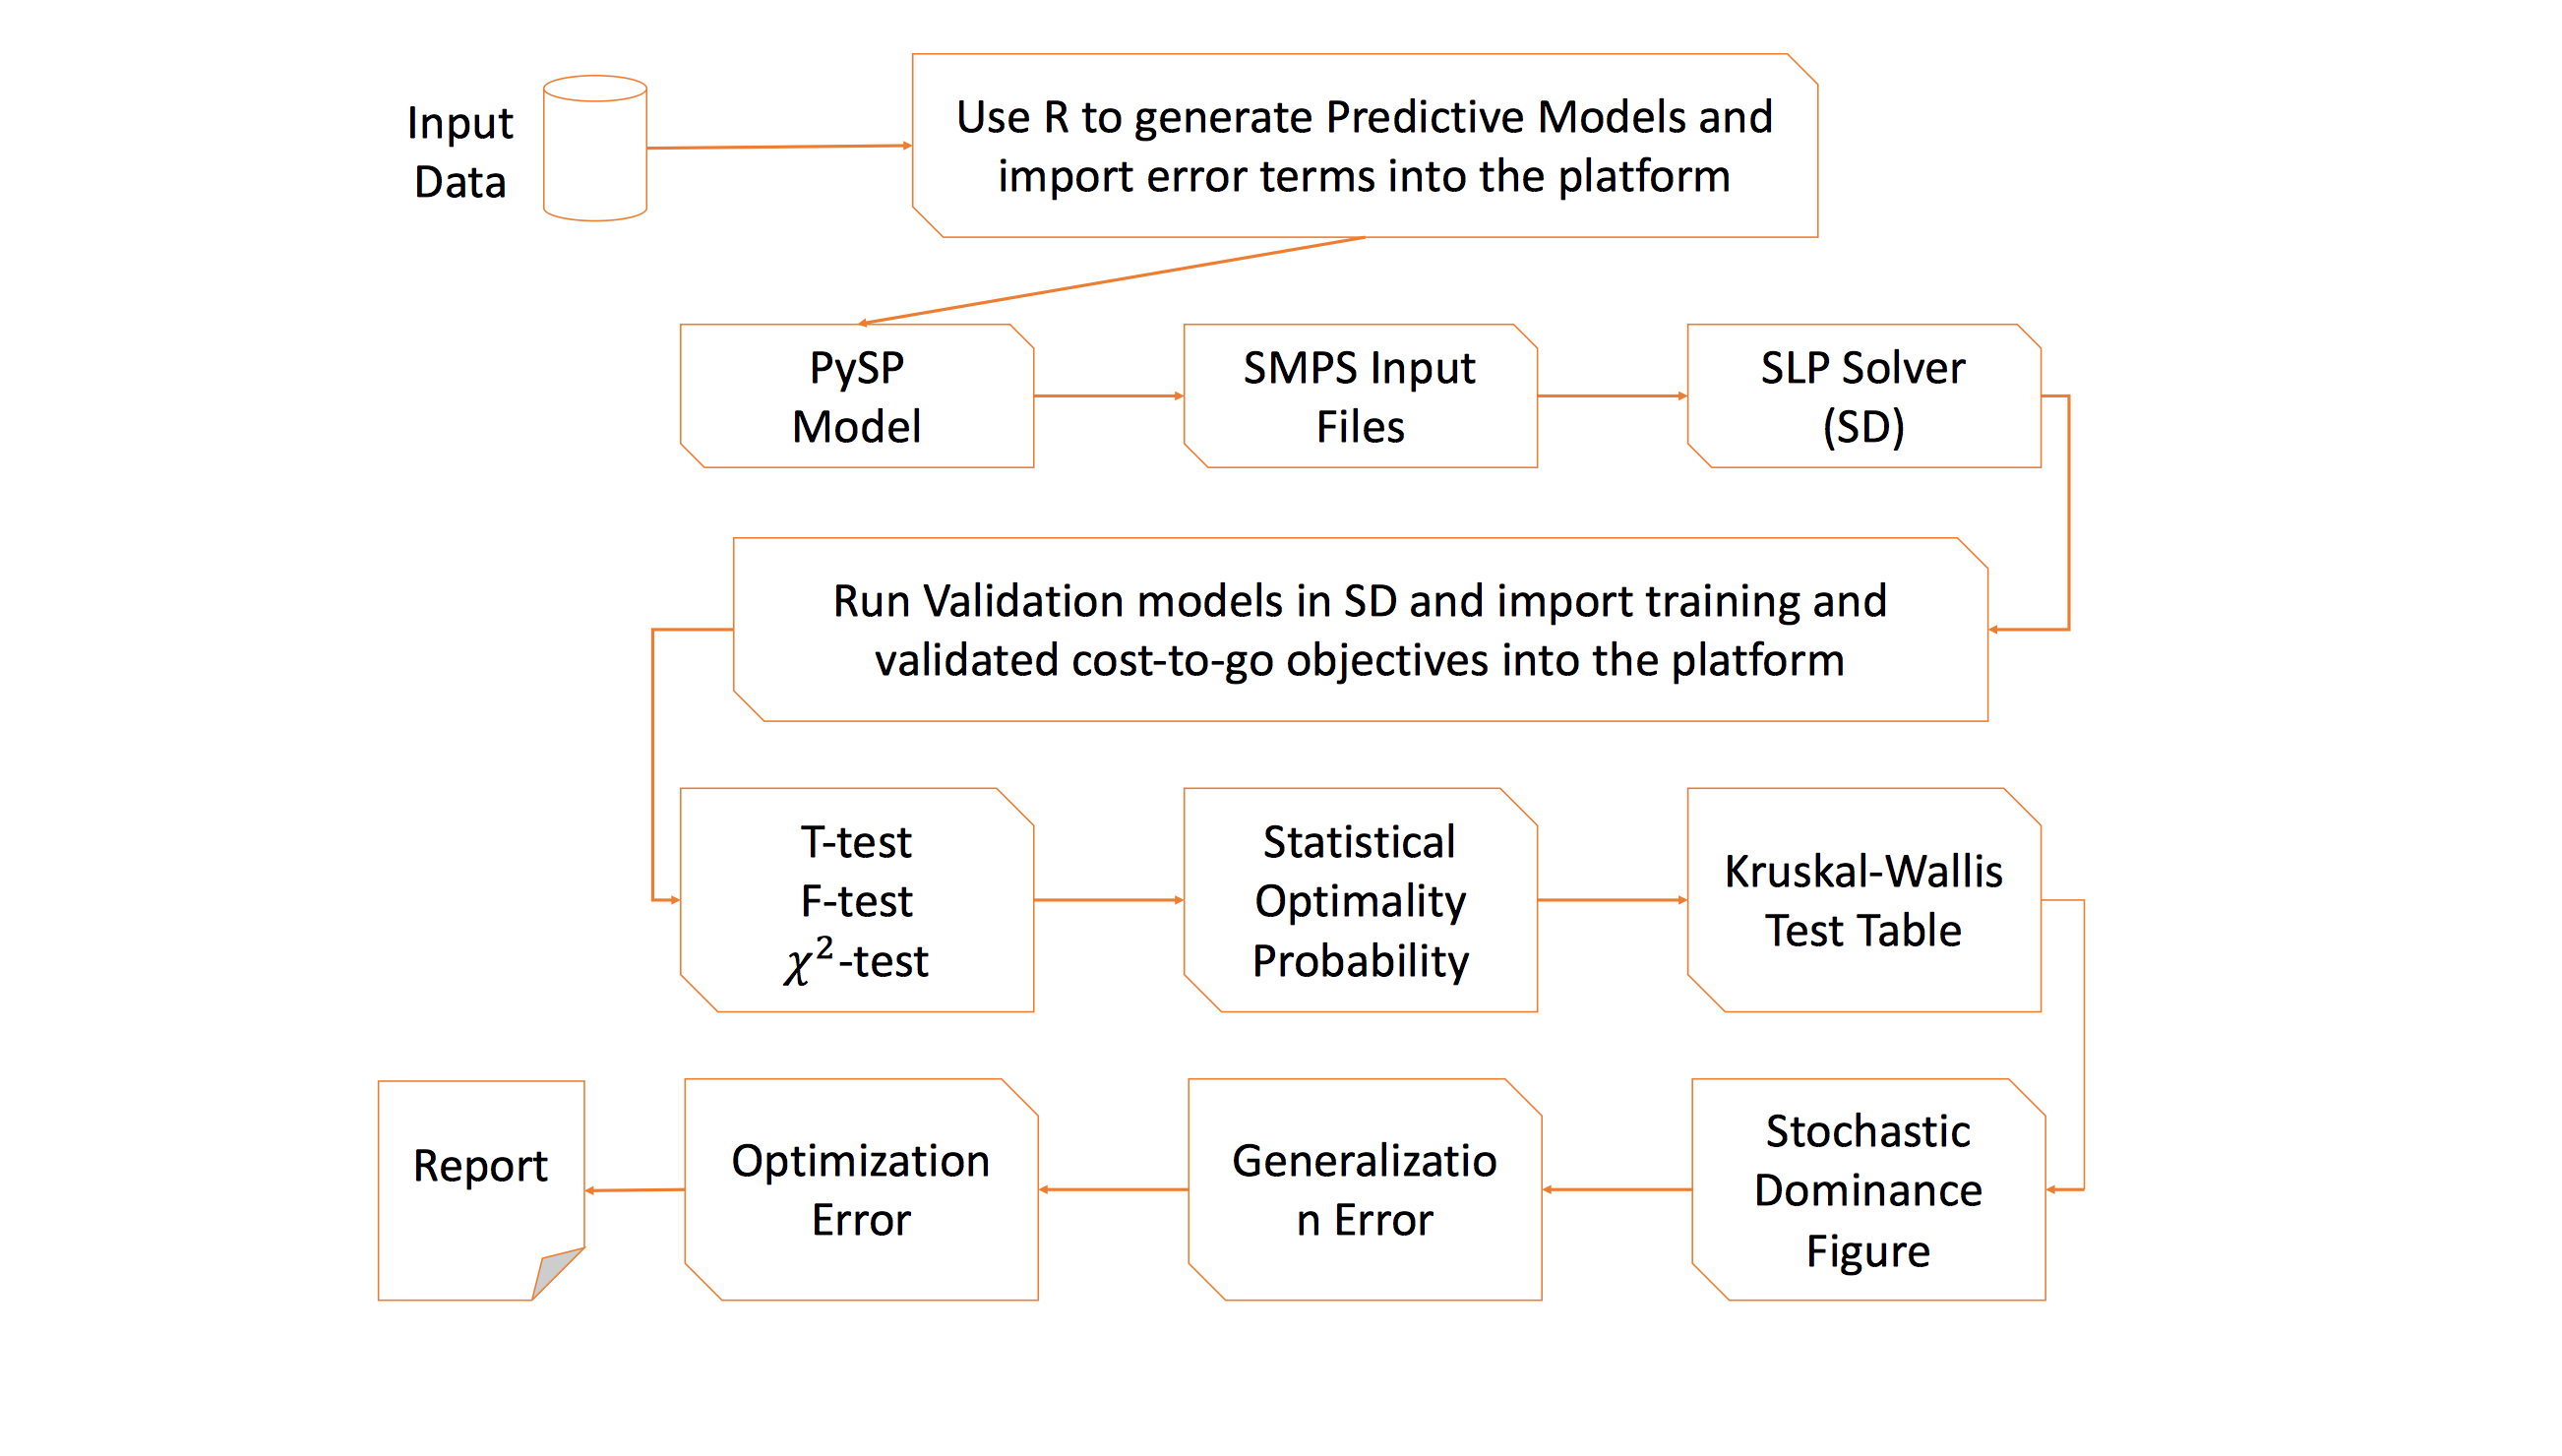 Input
Data
Use R to generate Predictive Models and
import error terms into the platform
PySP
Model
SMPS Input
Files
SLP Solver
(SD)
Run Validation models in SD and import training and
validated cost-to-go objectives into the platform
T-test
F-test
χ²-test
Statistical
Optimality
Probability
Kruskal-Wallis
Test Table
Report
Optimization
Error
Generalizatio
n Error
Stochastic
Dominance
Figure